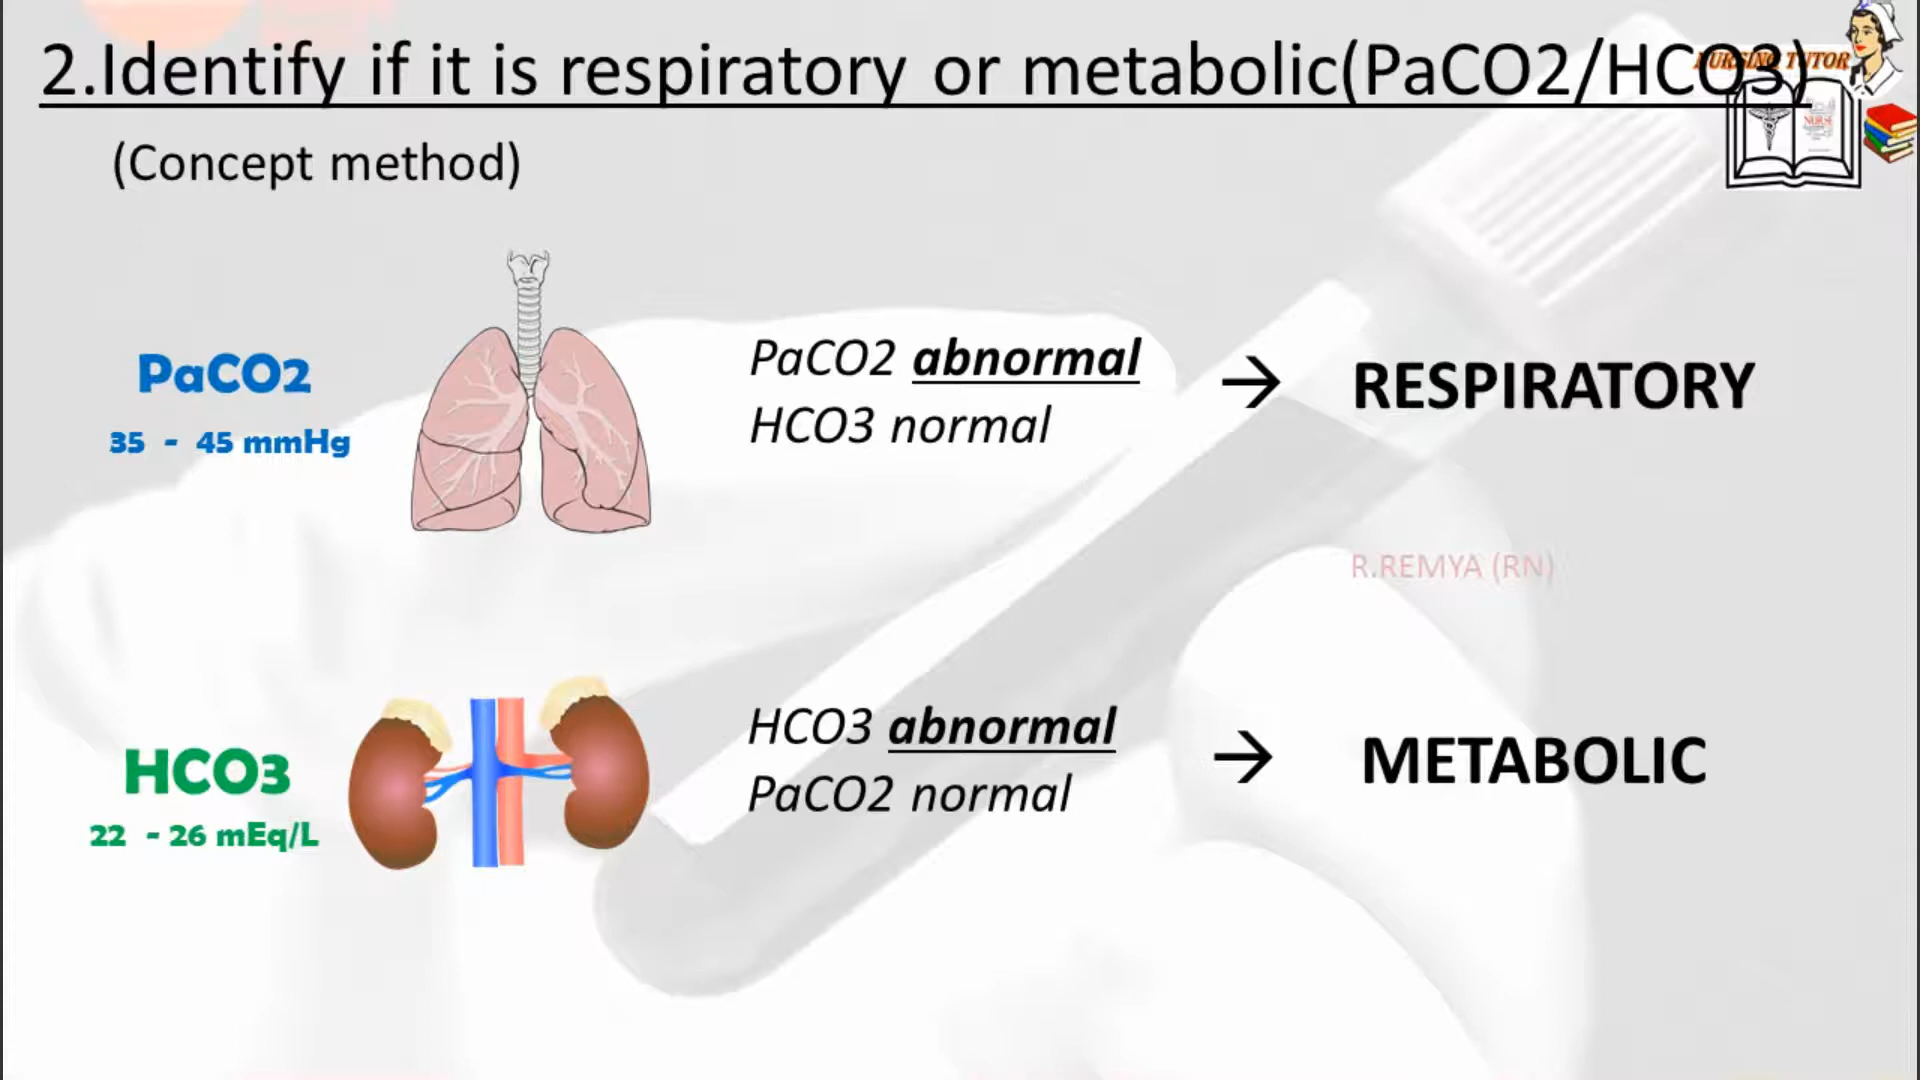 2.Identify if it is respiratory or metabolic(PaCO2/HCO3)
NURSING TUTOR
(Concept method)
NURSE
PaCO2
35 - 45 mmHg
PaCO2 abnormal
HCO3 normal
→ RESPIRATORY
R.REMYA (RN)
HCO3
22 - 26 mEq/L
HCO3 abnormal
PaCO2 normal
→ METABOLIC